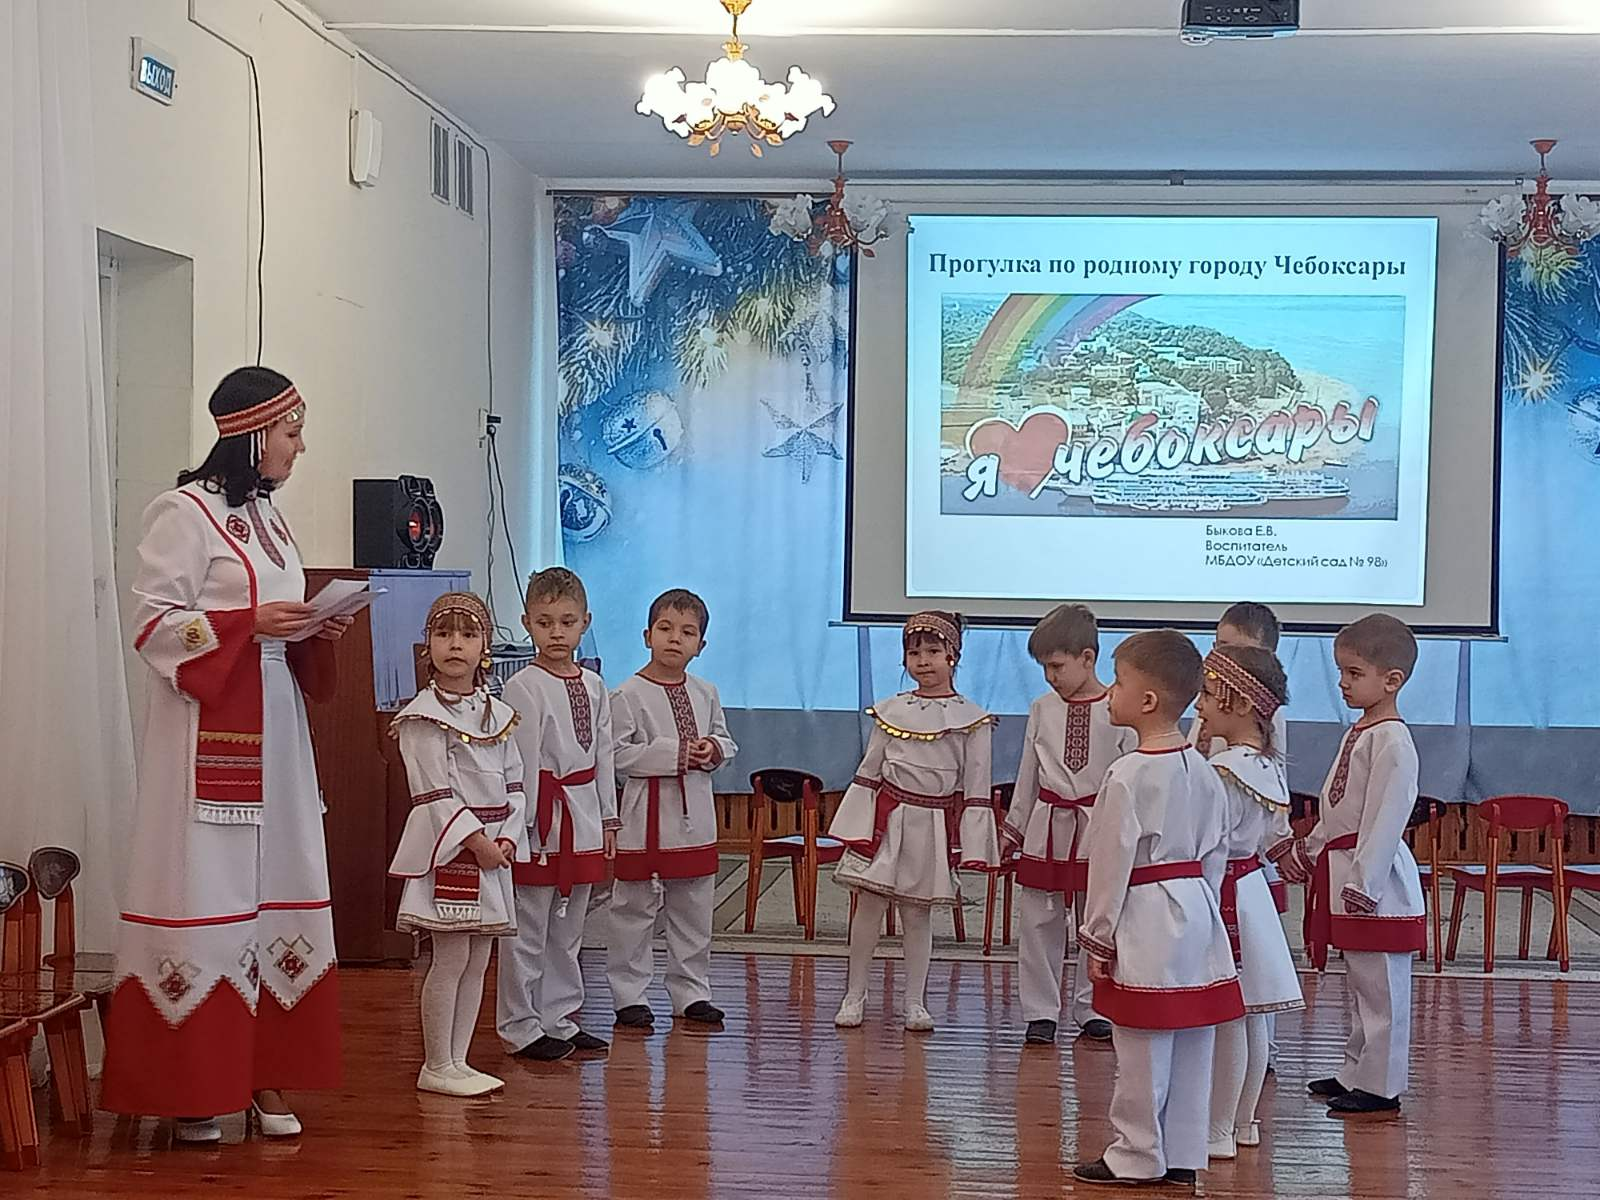 ВЫХОД
Прогулка по родному городу Чебоксары
я чебоксары
Быкова Е.В.
Воспитатель
МБДОУ «Детский сад № 98»